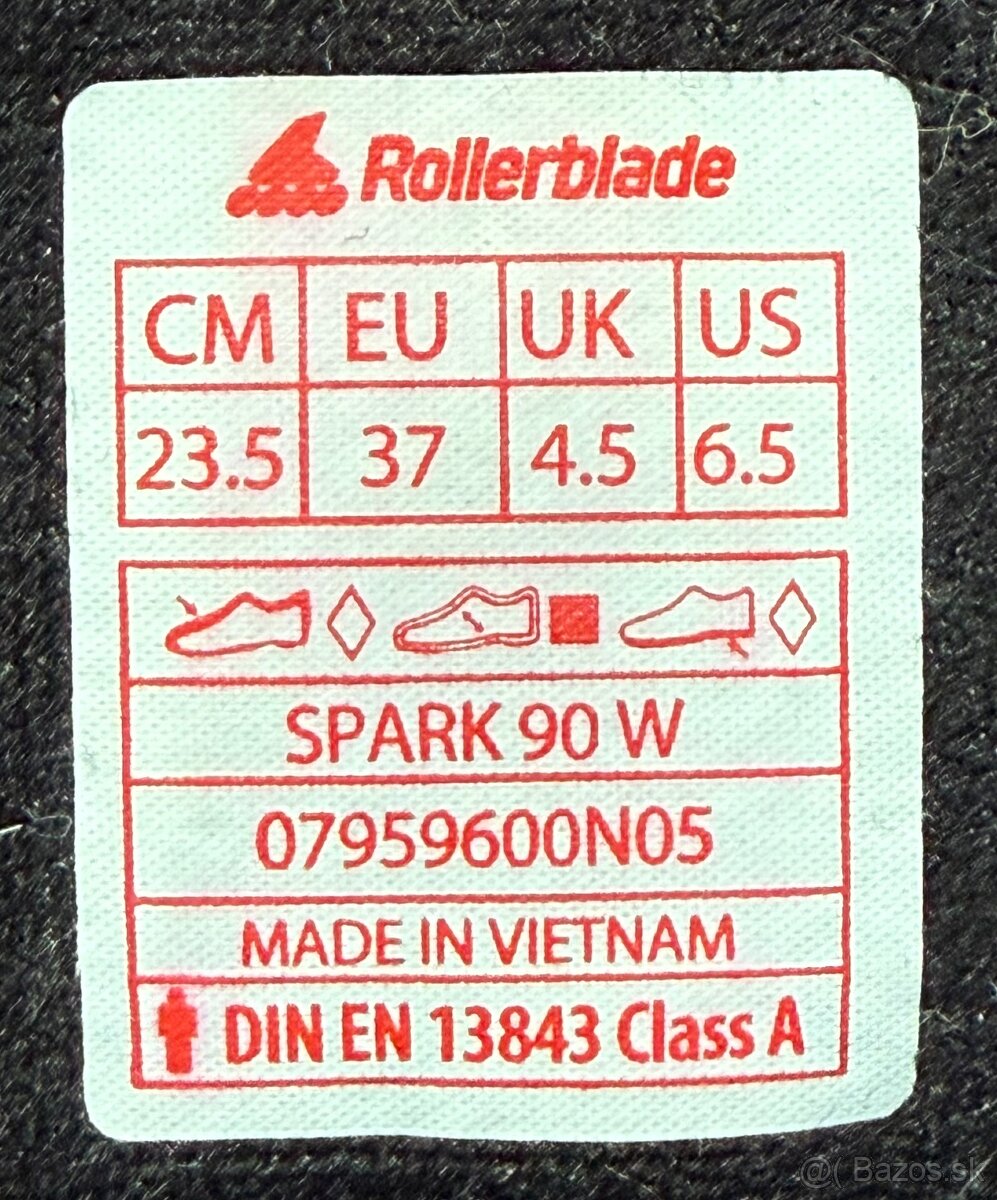 Rollerblade
CM EU UK US
23.5 37 4.5 6.5
SPARK 90 W
07959600N05
MADE IN VIETNAM
DIN EN 13843 Class A
@( Bazos.sk